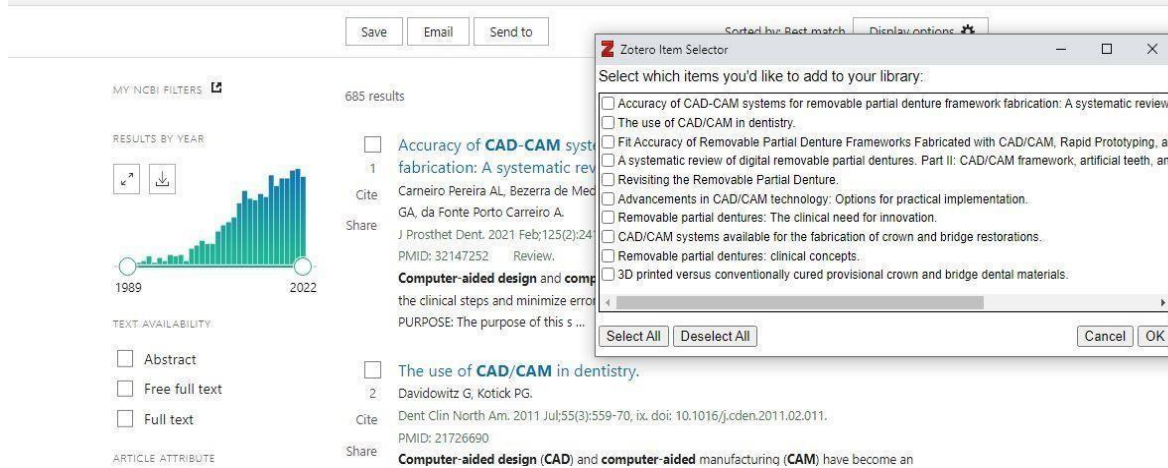 Save
Email
Send to
Sorted by: Best match
Display options
MY NCBI FILTERS
685 results
RESULTS BY YEAR
1989
2022
TEXT AVAILABILITY
Abstract
Free full text
Full text
ARTICLE ATTRIBUTE
1
Cite
Share
Accuracy of CAD-CAM syst
fabrication: A systematic rev
Carneiro Pereira AL, Bezerra de Med
GA, da Fonte Porto Carreiro A.
J Prosthet Dent. 2021 Feb;125(2):241
PMID: 32147252 Review.
Computer-aided design and comp
the clinical steps and minimize error
PURPOSE: The purpose of this s ...
2
Cite
Share
The use of CAD/CAM in dentistry.
Davidowitz G, Kotick PG.
Dent Clin North Am. 2011 Jul;55(3):559-70, ix. doi: 10.1016/j.cden.2011.02.011.
PMID: 21726690
Computer-aided design (CAD) and computer-aided manufacturing (CAM) have become an
Z Zotero Item Selector
Select which items you'd like to add to your library:
Accuracy of CAD-CAM systems for removable partial denture framework fabrication: A systematic review
The use of CAD/CAM in dentistry.
Fit Accuracy of Removable Partial Denture Frameworks Fabricated with CAD/CAM, Rapid Prototyping, a
A systematic review of digital removable partial dentures. Part II: CAD/CAM framework, artificial teeth, an
Revisiting the Removable Partial Denture.
Advancements in CAD/CAM technology: Options for practical implementation.
Removable partial dentures: The clinical need for innovation.
CAD/CAM systems available for the fabrication of crown and bridge restorations.
Removable partial dentures: clinical concepts.
3D printed versus conventionally cured provisional crown and bridge dental materials.
Select All
Deselect All
Cancel
OK